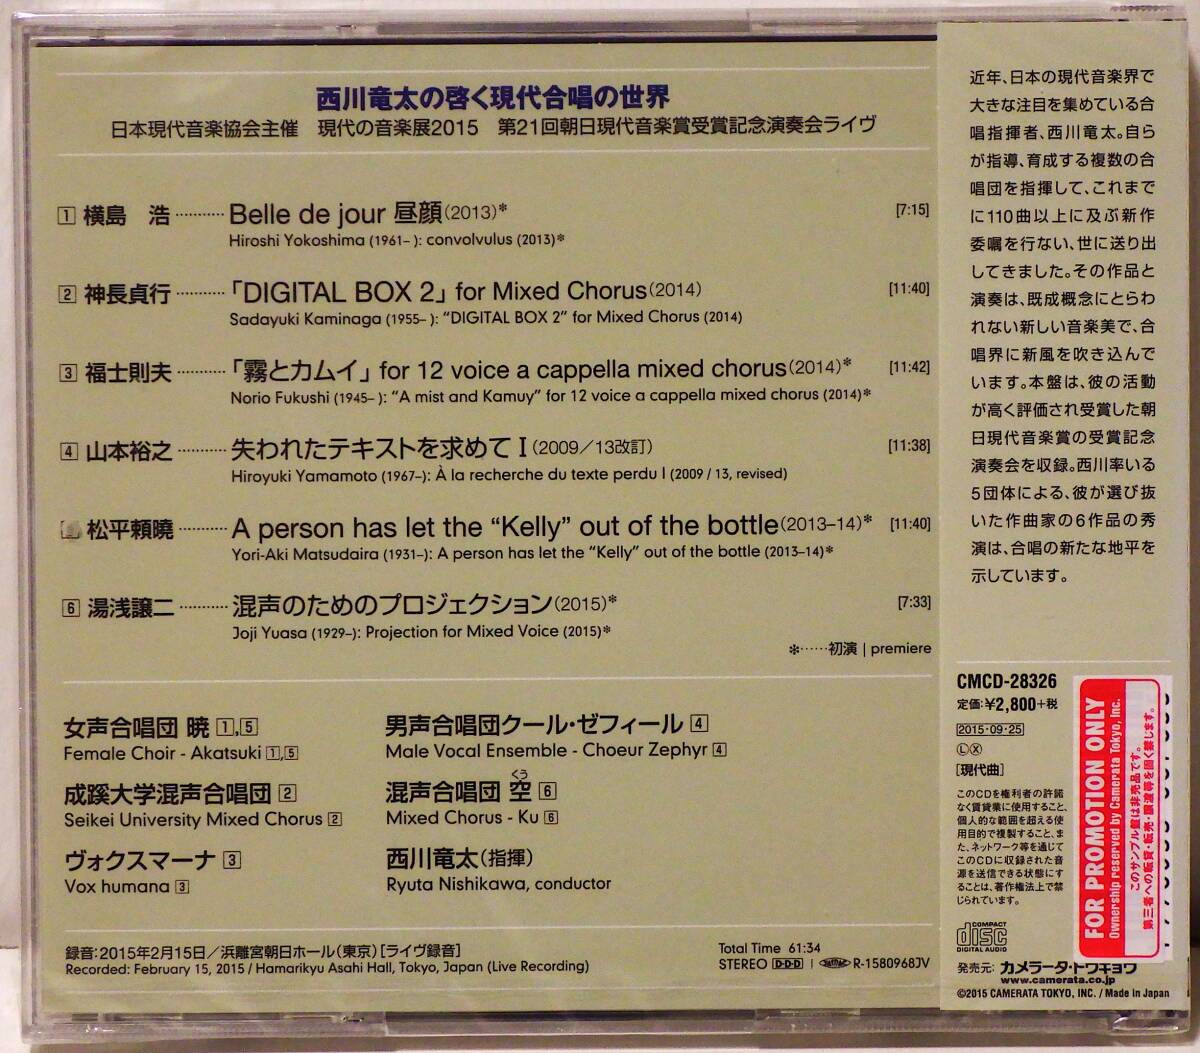 西川竜太の啓く現代合唱の世界
日本現代音楽協会主催 現代の音楽展2015 第21回朝日現代音楽賞受賞記念演奏会ライヴ
1 横島 浩 ·········· Belle de jour 昼顔(2013)* [7:15]
Hiroshi Yokoshima (1961– ): convolvulus (2013)*
2 神長貞行 ·········· 「DIGITAL BOX 2」 for Mixed Chorus(2014) [11:40]
Sadayuki Kaminaga (1955– ): “DIGITAL BOX 2” for Mixed Chorus (2014)
3 福士則夫 ·········· 「霧とカムイ」 for 12 voice a cappella mixed chorus(2014)* [11:42]
Norio Fukushi (1945– ): “A mist and Kamuy” for 12 voice a cappella mixed chorus (2014)*
4 山本裕之 ·········· 失われたテキストを求めて I(2009/13改訂) [11:38]
Hiroyuki Yamamoto (1967–): À la recherche du texte perdu I (2009 / 13, revised)
松平頼曉 ·········· A person has let the “Kelly” out of the bottle(2013–14)* [11:40]
Yori-Aki Matsudaira (1931–): A person has let the “Kelly” out of the bottle (2013–14)*
6 湯浅譲二 ·········· 混声のためのプロジェクション(2015)* [7:33]
Joji Yuasa (1929–): Projection for Mixed Voice (2015)*
*······初演 | premiere
女声合唱団 暁 1,5
Female Choir - Akatsuki 1,5
成蹊大学混声合唱団 2
Seikei University Mixed Chorus 2
ヴォクスマーナ 3
Vox humana 3
男声合唱団クール・ゼフィール 4
Male Vocal Ensemble - Choeur Zephyr 4
くう
混声合唱団 空 6
Mixed Chorus - Ku 6
西川竜太(指揮)
Ryuta Nishikawa, conductor
録音:2015年2月15日/浜離宮朝日ホール(東京)[ライヴ録音]
Recorded: February 15, 2015 / Hamarikyu Asahi Hall, Tokyo, Japan (Live Recording)
Total Time 61:34
STEREO DDD | JASRAC R-1580968JV
近年、日本の現代音楽界で
大きな注目を集めている合
唱指揮者、西川竜太。自ら
が指導、育成する複数の合
唱団を指揮して、これまで
に110曲以上に及ぶ新作
委嘱を行ない、世に送り出
してきました。その作品と
演奏は、既成概念にとらわ
れない新しい音楽美で、合
唱界に新風を吹き込んで
います。本盤は、彼の活動
が高く評価され受賞した朝
日現代音楽賞の受賞記念
演奏会を収録。西川率いる
5団体による、彼が選び抜
いた作曲家の6作品の秀
演は、合唱の新たな地平を
示しています。
CMCD-28326
定価:¥2,800+税
2015·09·25
Ⓛ Ⓧ
[現代曲]
このCDを権利者の許諾
なく賃貸業に使用すること、
個人的な範囲を超える使
用目的で複製すること、ま
た、ネットワーク等を通じて
このCDに収録された音
源を送信できる状態にす
ることは、著作権法上で禁
じられています。
COMPACT
disc
DIGITAL AUDIO
FOR PROMOTION ONLY
Ownership reserved by Camerata Tokyo, Inc.
このサンプル盤は非売品です。
第三者への転貸・転売・譲渡等を固く禁じます。
発売元: カメラータ・トウキョウ
www.camerata.co.jp
©2015 CAMERATA TOKYO, INC. / Made in Japan